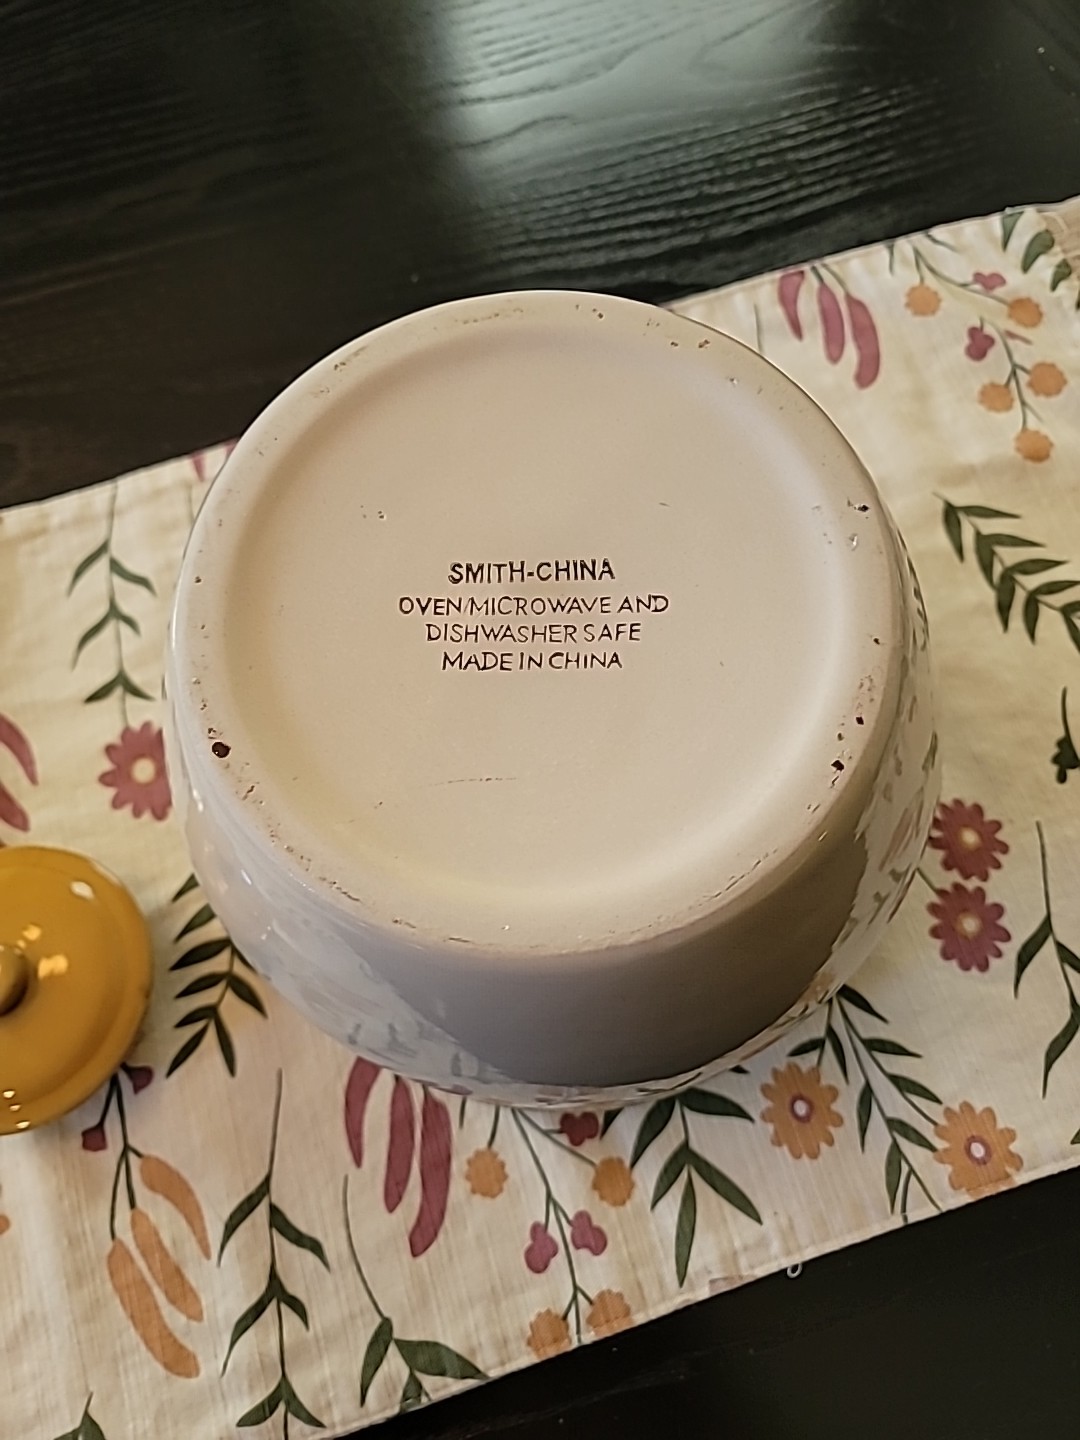 SMITH-CHINA
OVEN/MICROWAVE AND
DISHWASHER SAFE
MADE IN CHINA